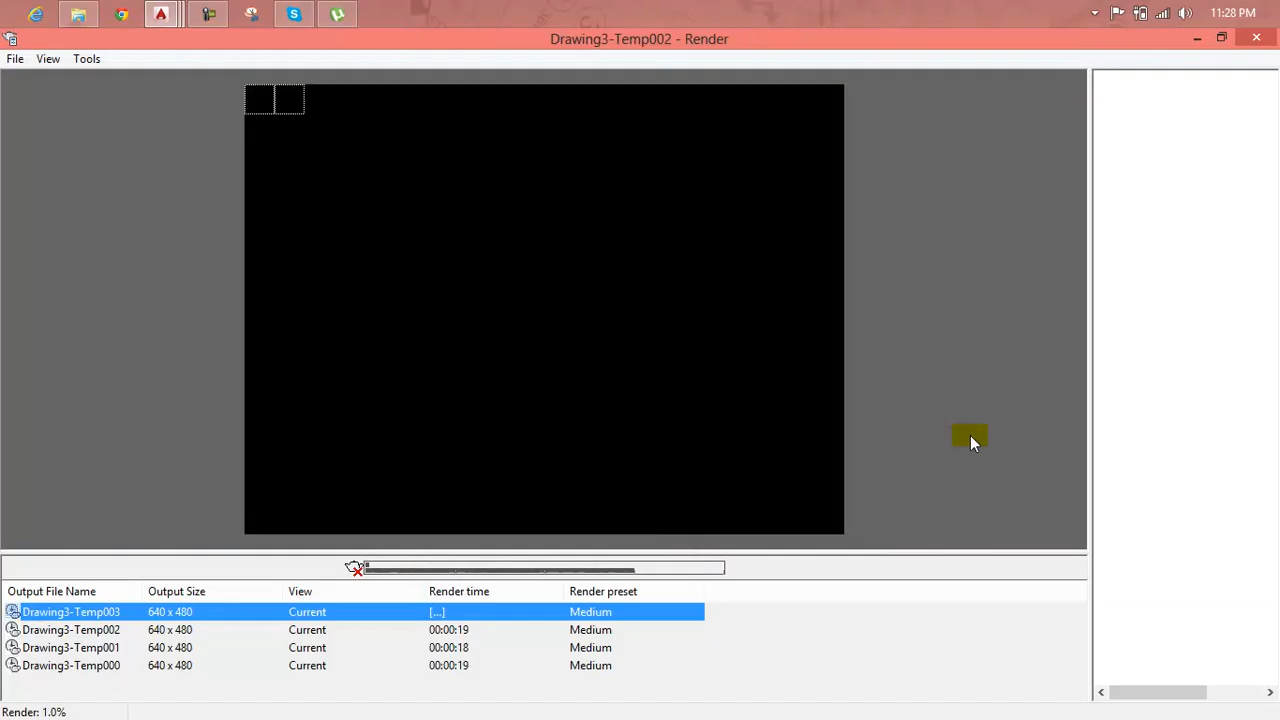 11:28 PM
Drawing3-Temp002 - Render
File View Tools
Output File Name Output Size View Render time Render preset
Drawing3-Temp003 640 x 480 Current [...] Medium
Drawing3-Temp002 640 x 480 Current 00:00:19 Medium
Drawing3-Temp001 640 x 480 Current 00:00:18 Medium
Drawing3-Temp000 640 x 480 Current 00:00:19 Medium
Render: 1.0%